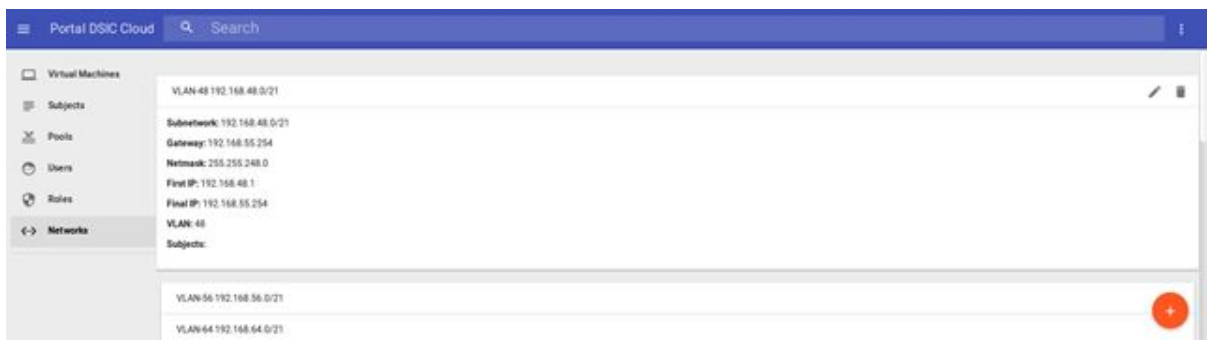 Portal DSIC Cloud
Search
Virtual Machines
Subjects
Pools
Users
Roles
Networks
VLAN-48 192.168.48.0/21
Subnetwork: 192.168.48.0/21
Gateway: 192.168.55.254
Netmask: 255.255.248.0
First IP: 192.168.48.1
Final IP: 192.168.55.254
VLAN: 48
Subjects:
VLAN-56 192.168.56.0/21
VLAN-64 192.168.64.0/21